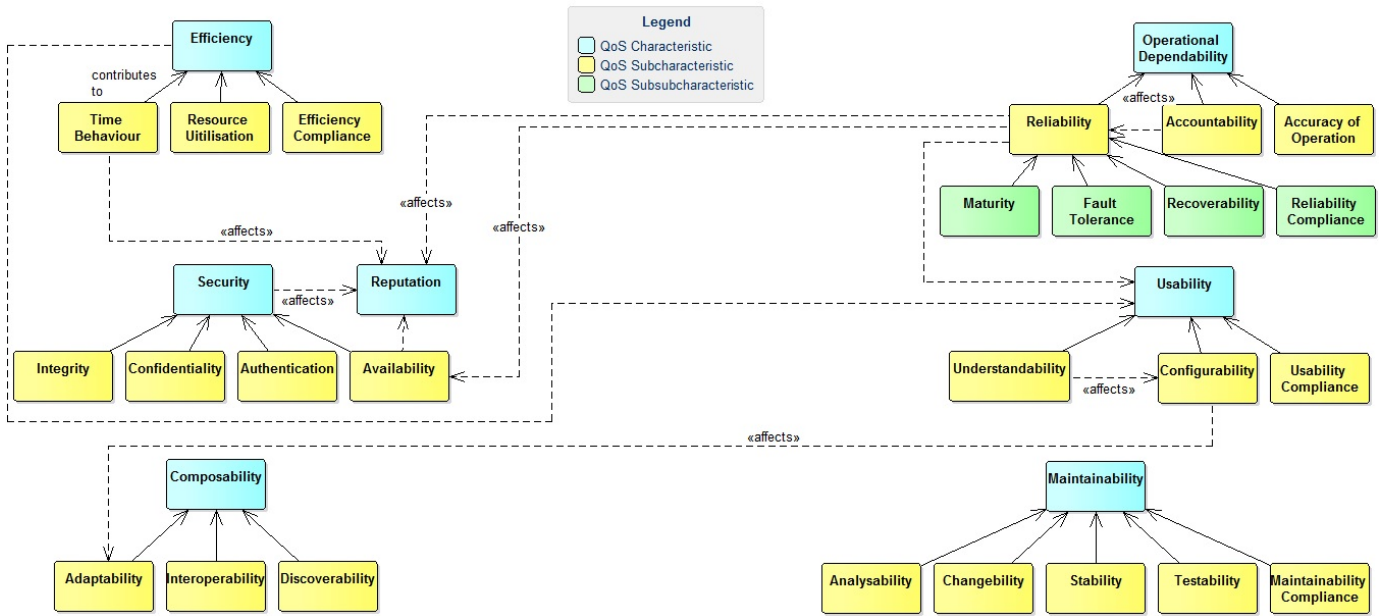 Legend
QoS Characteristic
QoS Subcharacteristic
QoS Subsubcharacteristic
Efficiency
contributes
to
Time
Behaviour
Resource
Uitilisation
Efficiency
Compliance
Operational
Dependability
«affects»
Reliability
Accountability
Accuracy of
Operation
Maturity
Fault
Tolerance
Recoverability
Reliability
Compliance
«affects»
«affects»
«affects»
Security
«affects»
Reputation
Usability
Integrity
Confidentiality
Authentication
Availability
Understandability
«affects»
Configurability
Usability
Compliance
«affects»
Composability
Maintainability
Adaptability
Interoperability
Discoverability
Analysability
Changebility
Stability
Testability
Maintainability
Compliance